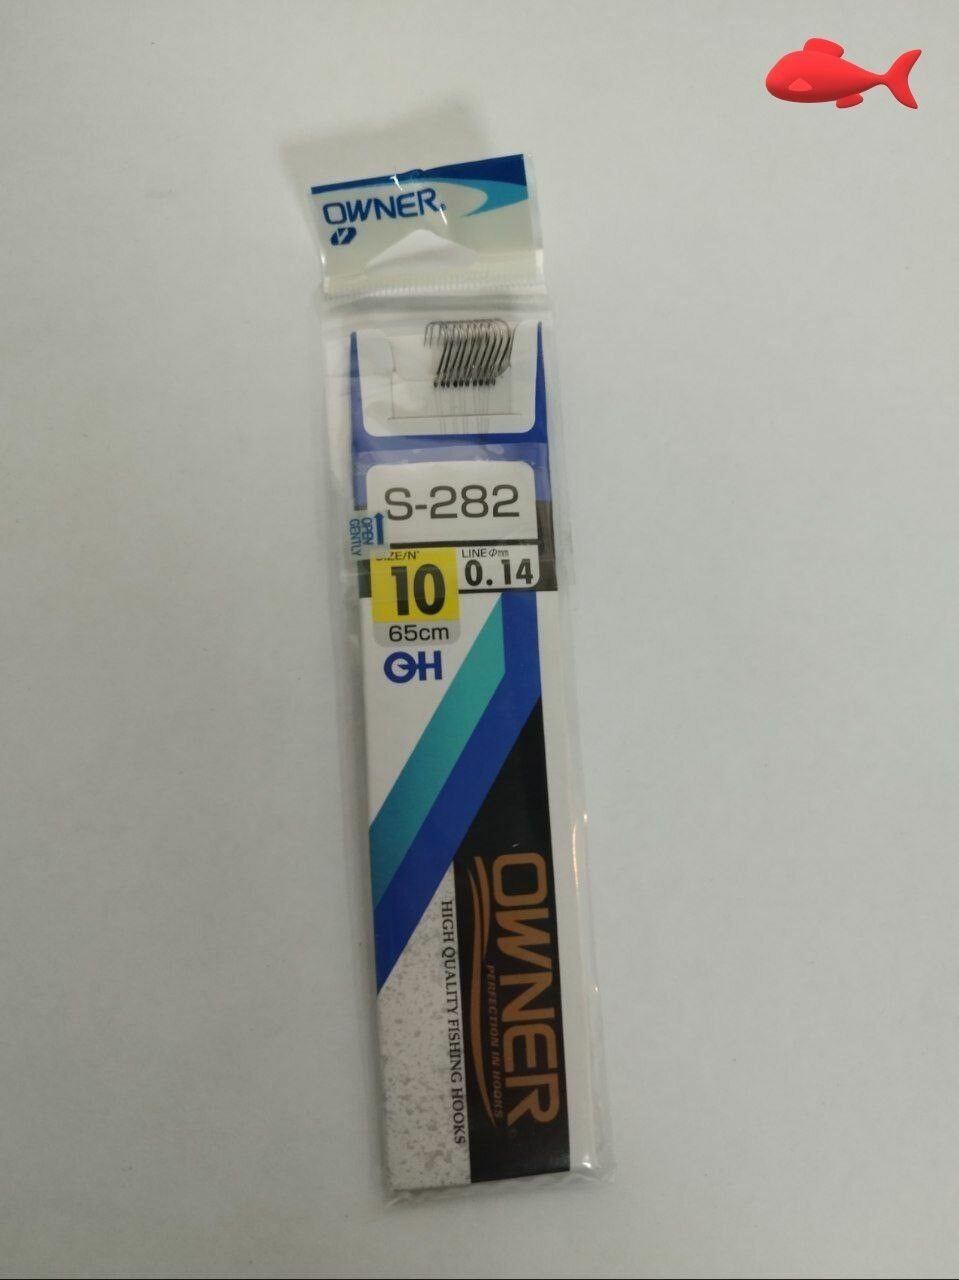 OWNER
S-282
OPEN
GENTLY
SIZE/N°
10
65cm
LINE Φmm
0.14
OH
OWNER
PERFECTION IN HOOKS
HIGH QUALITY FISHING HOOKS